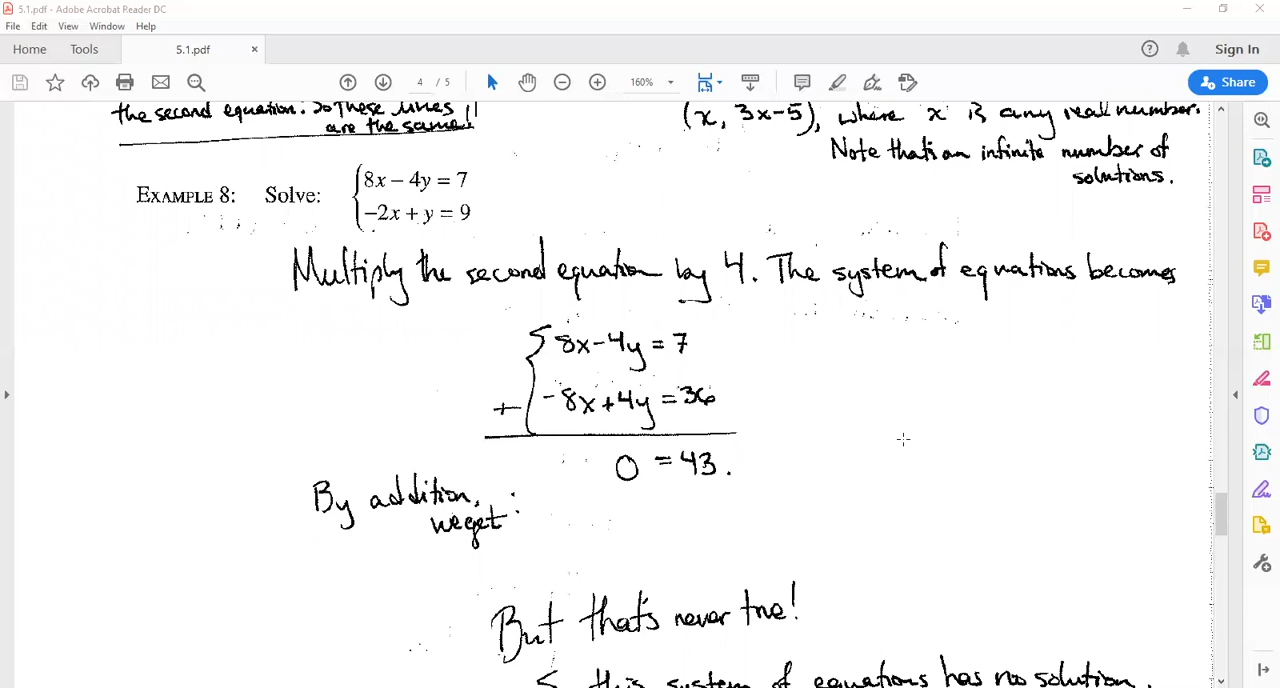 5.1.pdf - Adobe Acrobat Reader DC
File Edit View Window Help
Home Tools 5.1.pdf × Sign In
4 / 5 160% Share
the second equation. So these lines
are the same!
(x, 3x-5), where x is any real number.
Note that's an infinite number of
solutions.
EXAMPLE 8: Solve: 8x – 4y = 7
–2x + y = 9
Multiply the second equation by 4. The system of equations becomes
8x-4y = 7
+ -8x+4y = 36
0 = 43.
By addition,
we get :
But that's never true!
this system of equations has no solution.